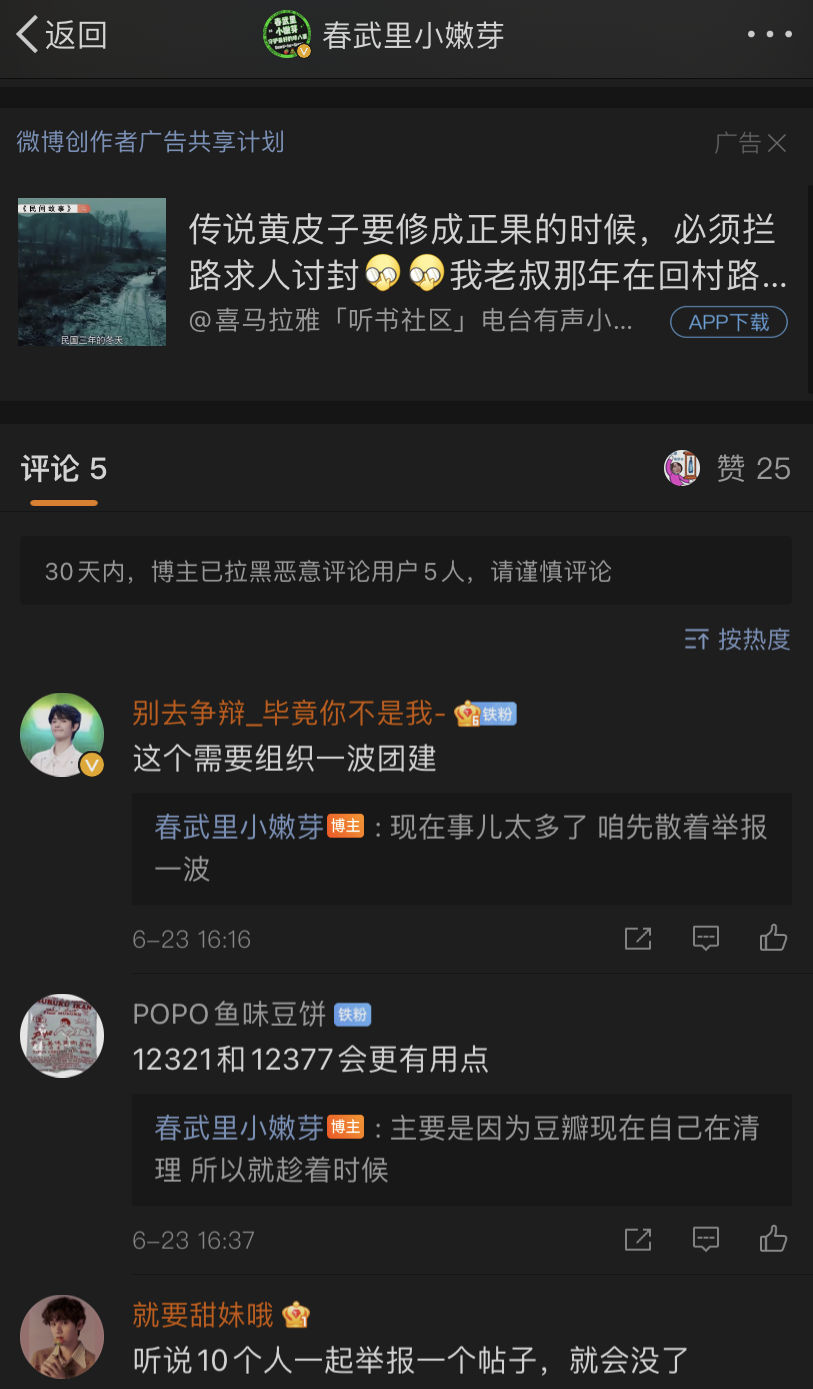 返回
春武里小嫩芽
微博创作者广告共享计划
广告
《民间故事》
民国三年的冬天
传说黄皮子要修成正果的时候，必须拦
路求人讨封🫣🫣我老叔那年在回村路...
@喜马拉雅「听书社区」电台有声小...
APP下载
评论 5
赞 25
30天内，博主已拉黑恶意评论用户5人，请谨慎评论
按热度
别去争辩_毕竟你不是我- 5 铁粉
这个需要组织一波团建
春武里小嫩芽 博主：现在事儿太多了 咱先散着举报
一波
6-23 16:16
POPO鱼味豆饼 铁粉
12321和12377会更有用点
春武里小嫩芽 博主：主要是因为豆瓣现在自己在清
理 所以就趁着时候
6-23 16:37
就要甜妹哦 1
听说10个人一起举报一个帖子，就会没了